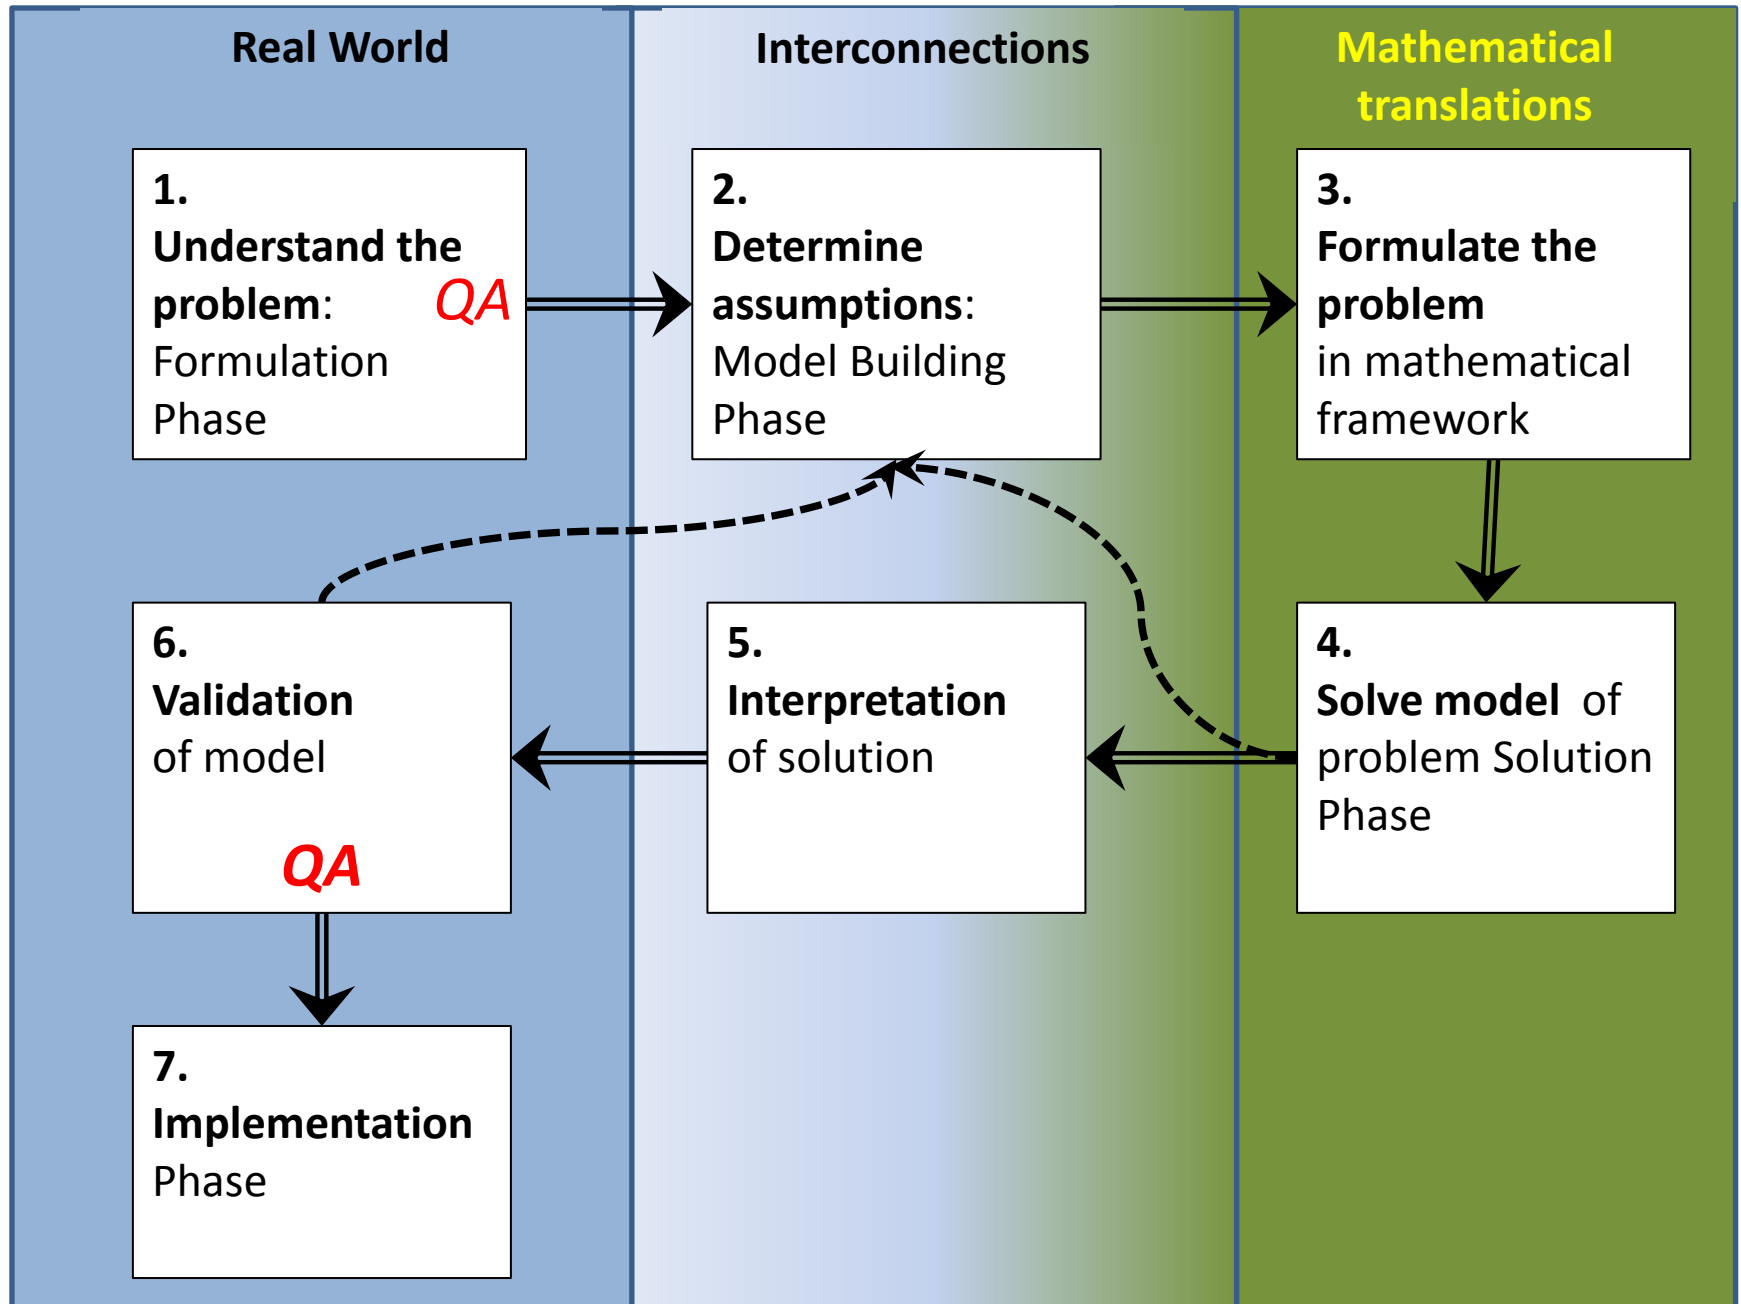 Real World
Interconnections
Mathematical
translations
1.
Understand the
problem: QA
Formulation
Phase
2.
Determine
assumptions:
Model Building
Phase
3.
Formulate the
problem
in mathematical
framework
6.
Validation
of model
QA
5.
Interpretation
of solution
4.
Solve model of
problem Solution
Phase
7.
Implementation
Phase